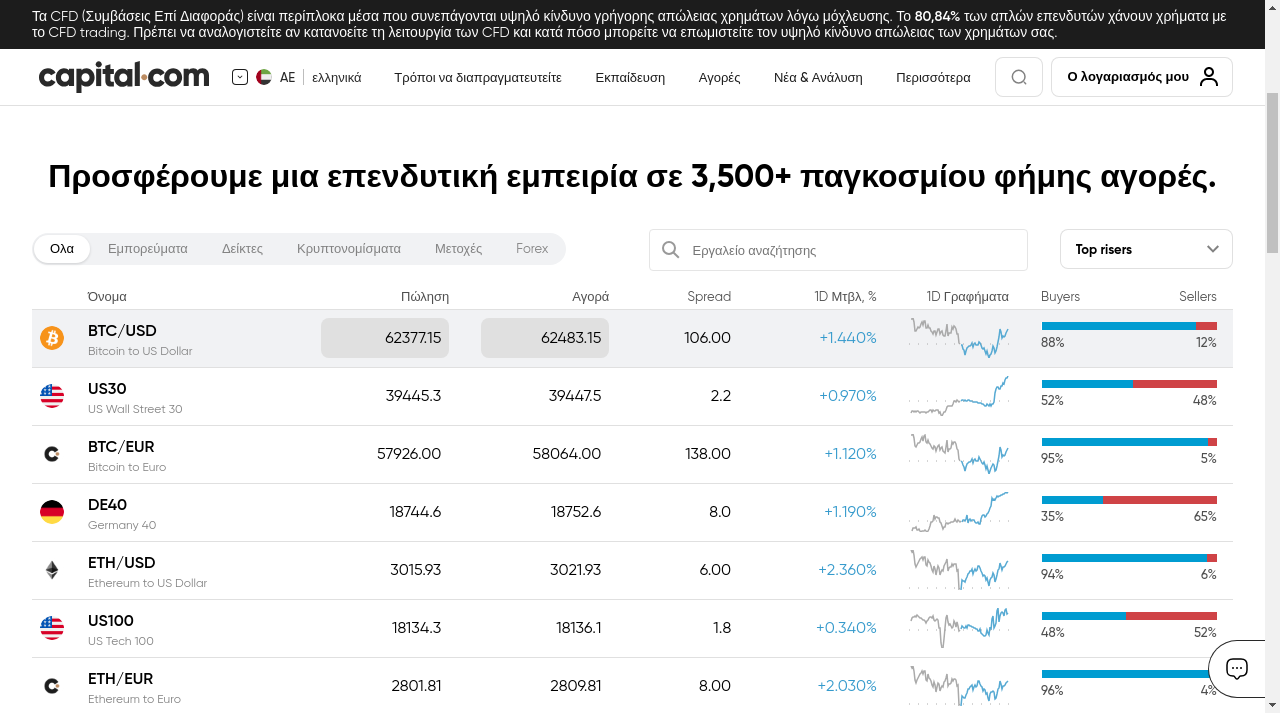 Τα CFD (Συμβάσεις Επί Διαφοράς) είναι περίπλοκα μέσα που συνεπάγονται υψηλό κίνδυνο γρήγορης απώλειας χρημάτων λόγω μόχλευσης. Το 80,84% των απλών επενδυτών χάνουν χρήματα με
το CFD trading. Πρέπει να αναλογιστείτε αν κατανοείτε τη λειτουργία των CFD και κατά πόσο μπορείτε να επωμιστείτε τον υψηλό κίνδυνο απώλειας των χρημάτων σας.
capital.com AE ελληνικά Τρόποι να διαπραγματευτείτε Εκπαίδευση Αγορές Νέα & Ανάλυση Περισσότερα Ο λογαριασμός μου
Προσφέρουμε μια επενδυτική εμπειρία σε 3,500+ παγκοσμίου φήμης αγορές.
Ολα Εμπορεύματα Δείκτες Κρυπτονομίσματα Μετοχές Forex Εργαλείο αναζήτησης Top risers
Όνομα Πώληση Αγορά Spread 1D Μτβλ, % 1D Γραφήματα Buyers Sellers
BTC/USD 62377.15 62483.15 106.00 +1.440%
Bitcoin to US Dollar 88% 12%
US30 39445.3 39447.5 2.2 +0.970%
US Wall Street 30 52% 48%
BTC/EUR 57926.00 58064.00 138.00 +1.120%
Bitcoin to Euro 95% 5%
DE40 18744.6 18752.6 8.0 +1.190%
Germany 40 35% 65%
ETH/USD 3015.93 3021.93 6.00 +2.360%
Ethereum to US Dollar 94% 6%
US100 18134.3 18136.1 1.8 +0.340%
US Tech 100 48% 52%
ETH/EUR 2801.81 2809.81 8.00 +2.030%
Ethereum to Euro 96% 4%